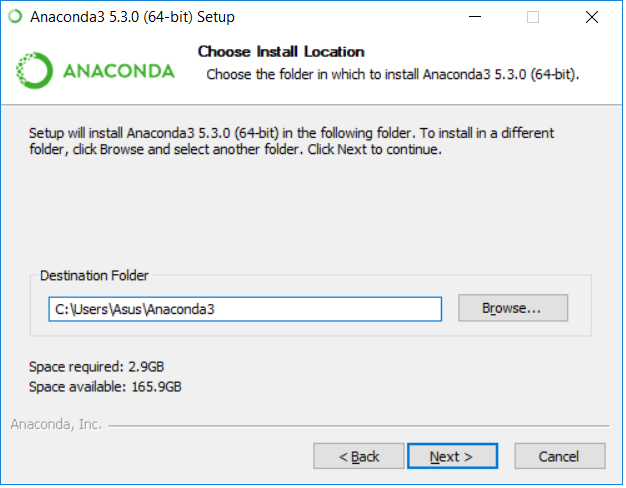 Anaconda3 5.3.0 (64-bit) Setup
ANACONDA
Choose Install Location
Choose the folder in which to install Anaconda3 5.3.0 (64-bit).
Setup will install Anaconda3 5.3.0 (64-bit) in the following folder. To install in a different
folder, click Browse and select another folder. Click Next to continue.
Destination Folder
C:\Users\Asus\Anaconda3
Browse...
Space required: 2.9GB
Space available: 165.9GB
Anaconda, Inc.
< Back
Next >
Cancel